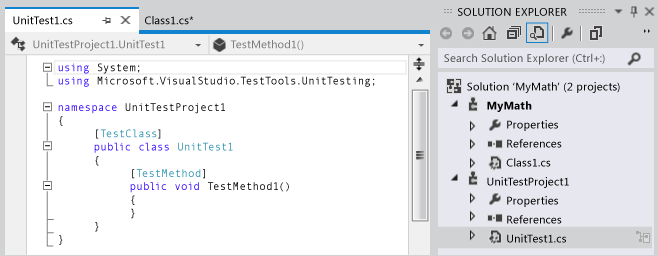 UnitTest1.cs
Class1.cs*
UnitTestProject1.UnitTest1
TestMethod1()
using System;
using Microsoft.VisualStudio.TestTools.UnitTesting;
namespace UnitTestProject1
{
[TestClass]
public class UnitTest1
{
[TestMethod]
public void TestMethod1()
{
}
}
}
SOLUTION EXPLORER
Search Solution Explorer (Ctrl+:)
Solution 'MyMath' (2 projects)
MyMath
Properties
References
Class1.cs
UnitTestProject1
Properties
References
UnitTest1.cs